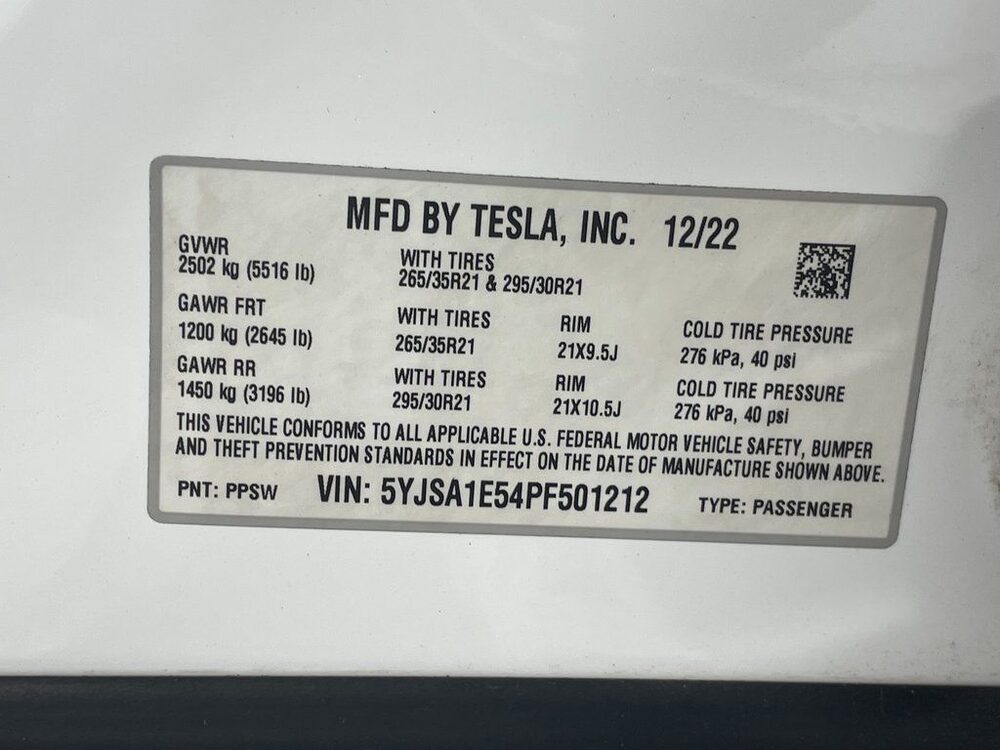 MFD BY TESLA, INC. 12/22
GVWR
2502 kg (5516 lb)
WITH TIRES
265/35R21 & 295/30R21
GAWR FRT WITH TIRES RIM COLD TIRE PRESSURE
1200 kg (2645 lb) 265/35R21 21X9.5J 276 kPa, 40 psi
GAWR RR WITH TIRES RIM COLD TIRE PRESSURE
1450 kg (3196 lb) 295/30R21 21X10.5J 276 kPa, 40 psi
THIS VEHICLE CONFORMS TO ALL APPLICABLE U.S. FEDERAL MOTOR VEHICLE SAFETY, BUMPER
AND THEFT PREVENTION STANDARDS IN EFFECT ON THE DATE OF MANUFACTURE SHOWN ABOVE.
PNT: PPSW VIN: 5YJSA1E54PF501212 TYPE: PASSENGER